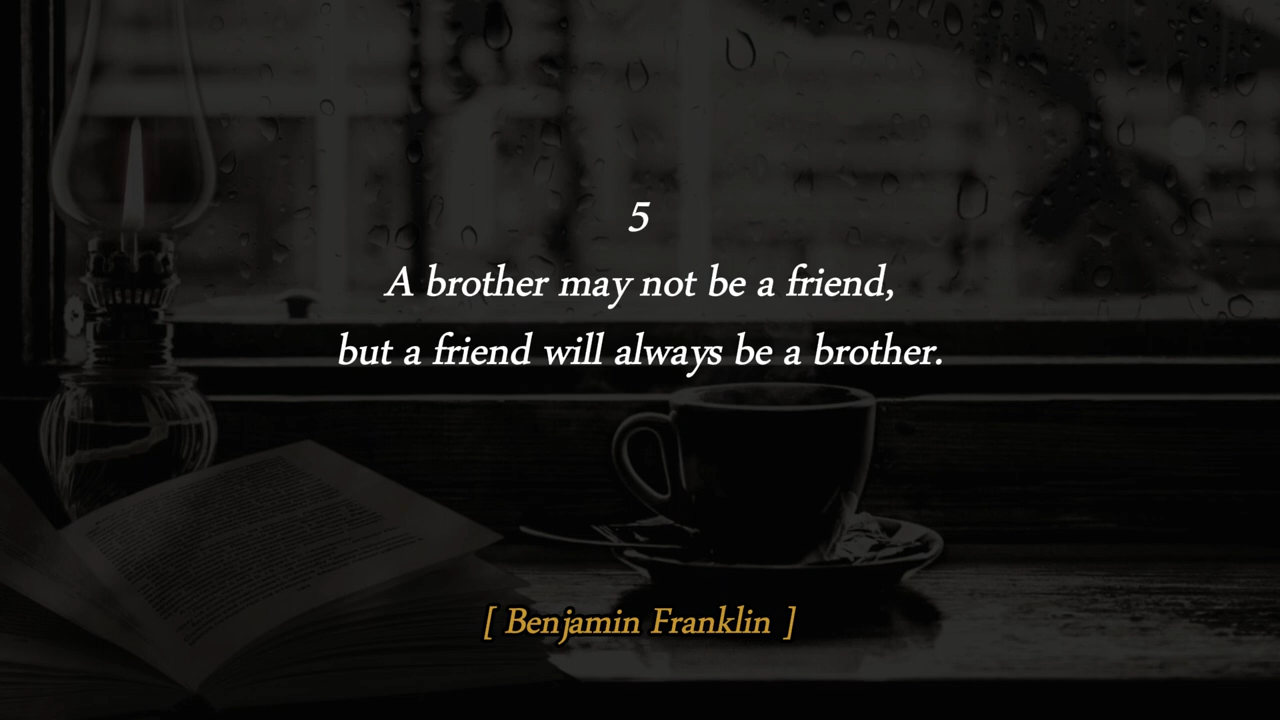 5
A brother may not be a friend,
but a friend will always be a brother.
[ Benjamin Franklin ]